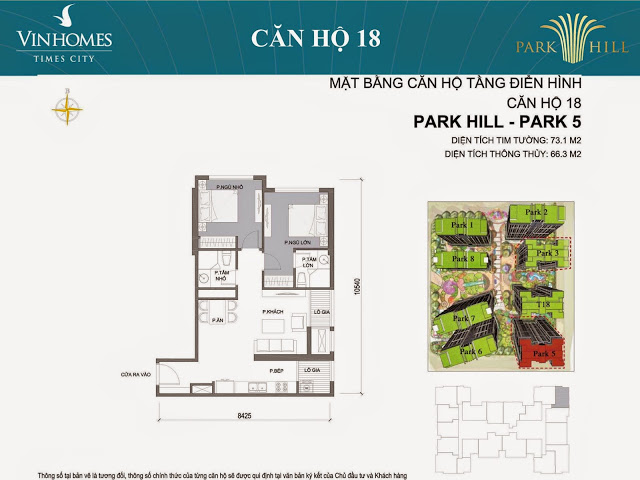 VINHOMES
TIMES CITY
CĂN HỘ 18
PARK HILL
MẶT BẰNG CĂN HỘ TẦNG ĐIỂN HÌNH
CĂN HỘ 18
PARK HILL - PARK 5
DIỆN TÍCH TIM TƯỜNG: 73.1 M2
DIỆN TÍCH THÔNG THỦY: 66.3 M2
P.NGỦ NHỎ
P.NGỦ LỚN
P.TẮM
NHỎ
P.TẮM
LỚN
P.ĂN
P.KHÁCH
LÔ GIA
P.BẾP
LÔ GIA
CỬA RA VÀO
10540
8425
Park 1
Park 2
Park 8
Park 3
T18
Park 7
Park 6
Park 5
Thông số tại bản vẽ là tương đối, thông số chính thức của từng căn hộ sẽ được qui định tại văn bản ký kết của Chủ đầu tư và Khách hàng